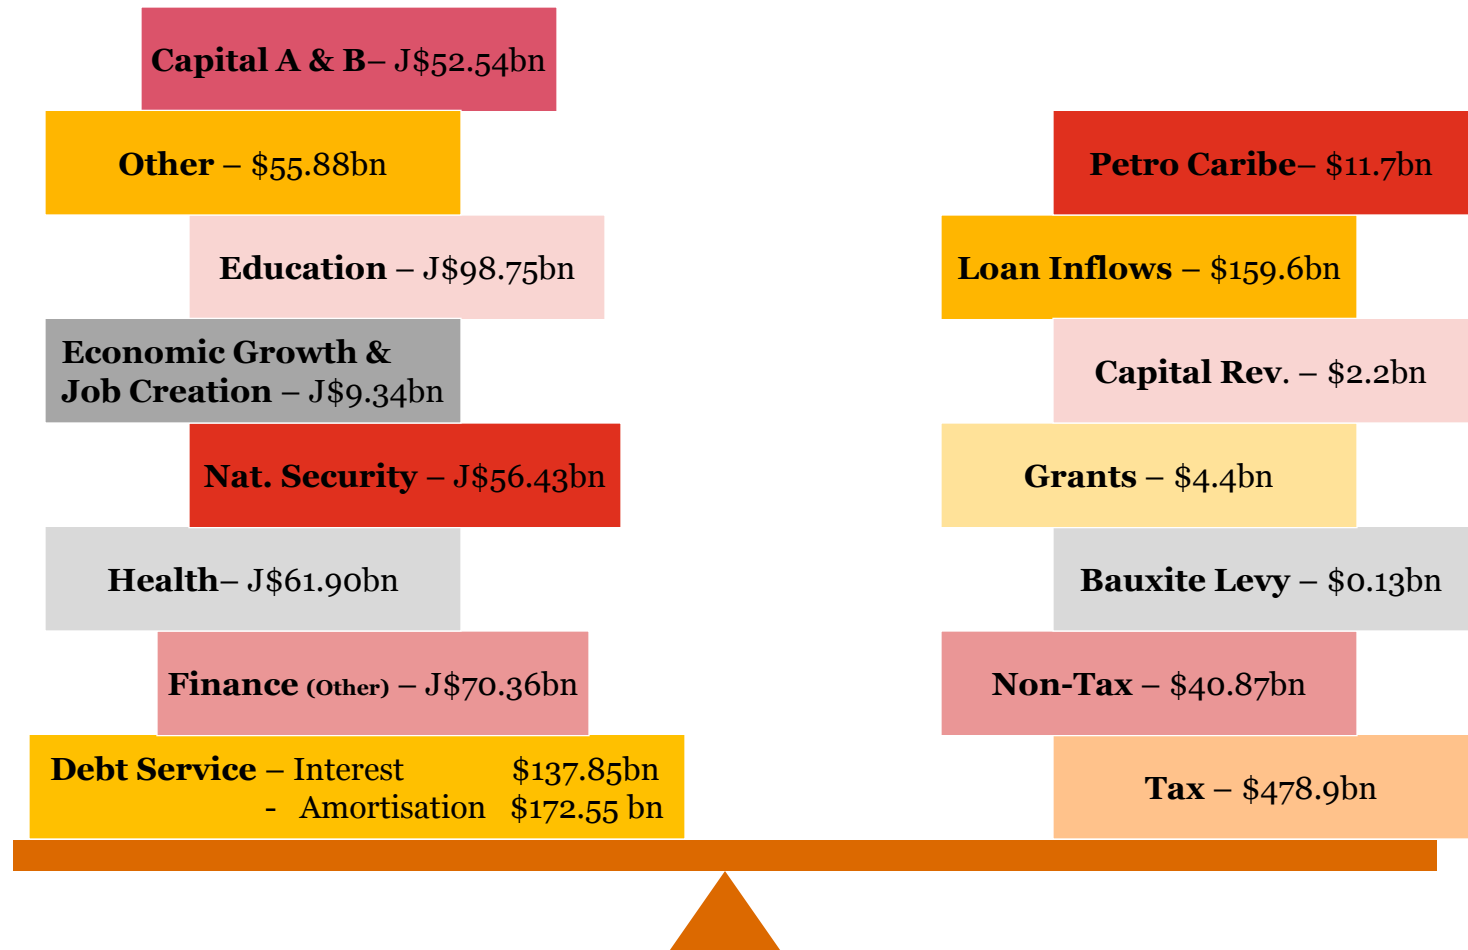 Capital A & B– J$52.54bn
Other – $55.88bn
Education – J$98.75bn
Economic Growth &
Job Creation – J$9.34bn
Nat. Security – J$56.43bn
Health– J$61.90bn
Finance (Other) – J$70.36bn
Debt Service – Interest $137.85bn
- Amortisation $172.55 bn
Petro Caribe– $11.7bn
Loan Inflows – $159.6bn
Capital Rev. – $2.2bn
Grants – $4.4bn
Bauxite Levy – $0.13bn
Non-Tax – $40.87bn
Tax – $478.9bn